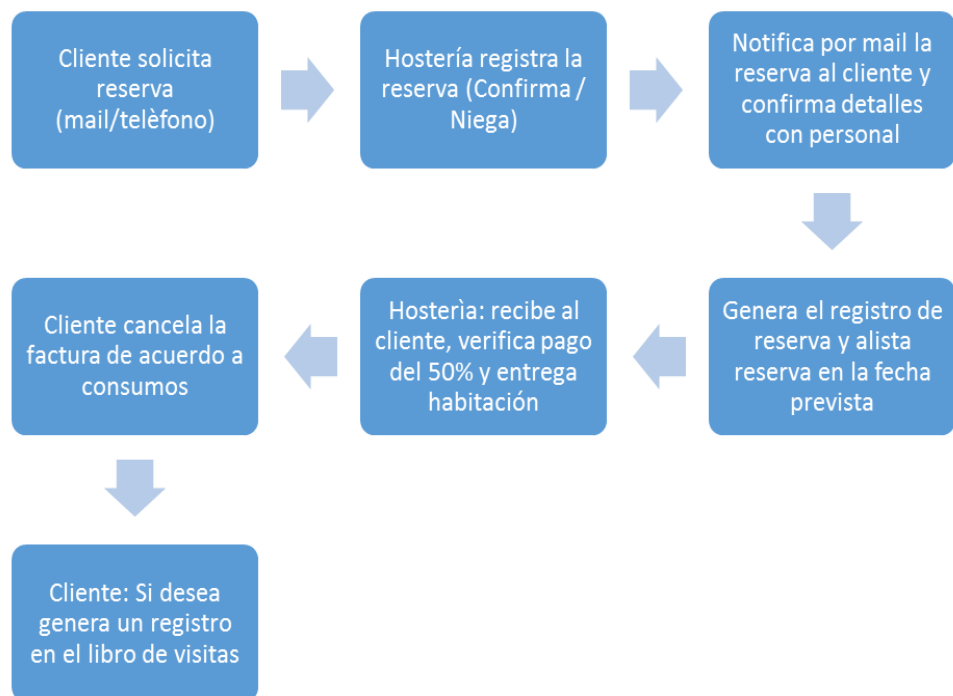 Cliente solicita
reserva
(mail/telèfono)
Hostería registra la
reserva (Confirma /
Niega)
Notifica por mail la
reserva al cliente y
confirma detalles
con personal
Genera el registro de
reserva y alista
reserva en la fecha
prevista
Hosterìa: recibe al
cliente, verifica pago
del 50% y entrega
habitación
Cliente cancela la
factura de acuerdo a
consumos
Cliente: Si desea
genera un registro
en el libro de visitas